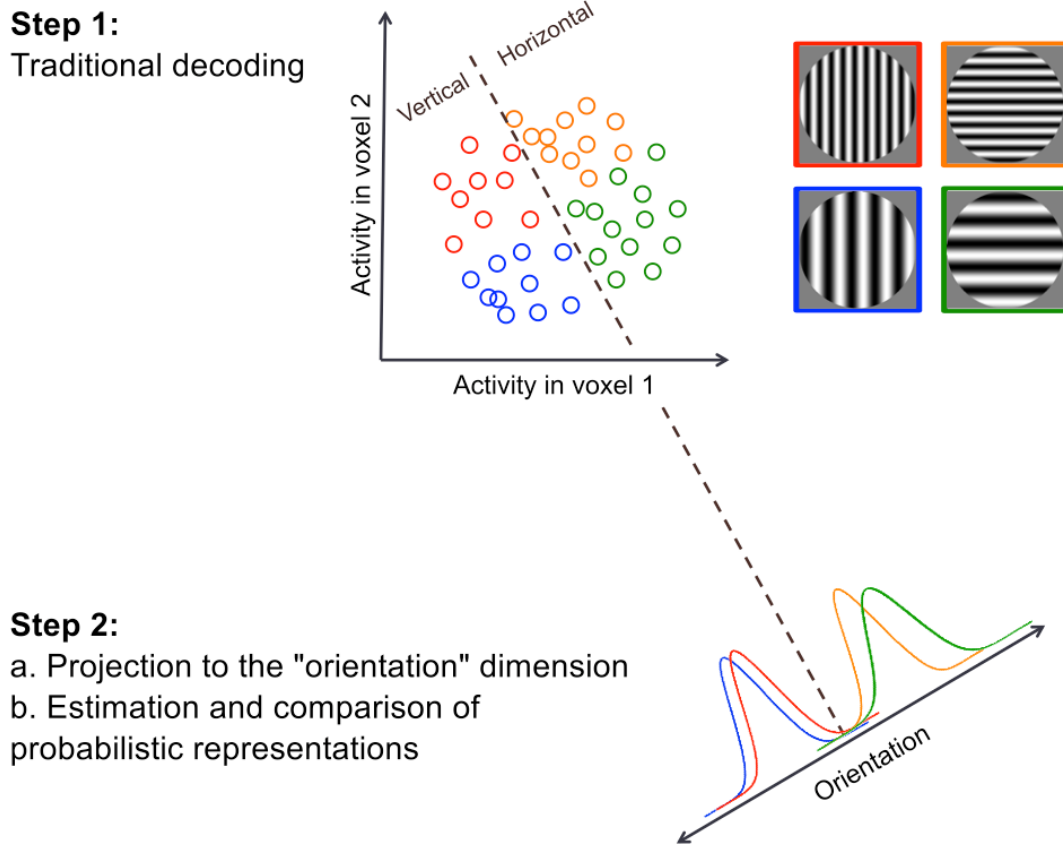 Step 1:
Traditional decoding
Vertical
Horizontal
Activity in voxel 2
Activity in voxel 1
Step 2:
a. Projection to the "orientation" dimension
b. Estimation and comparison of
probabilistic representations
Orientation